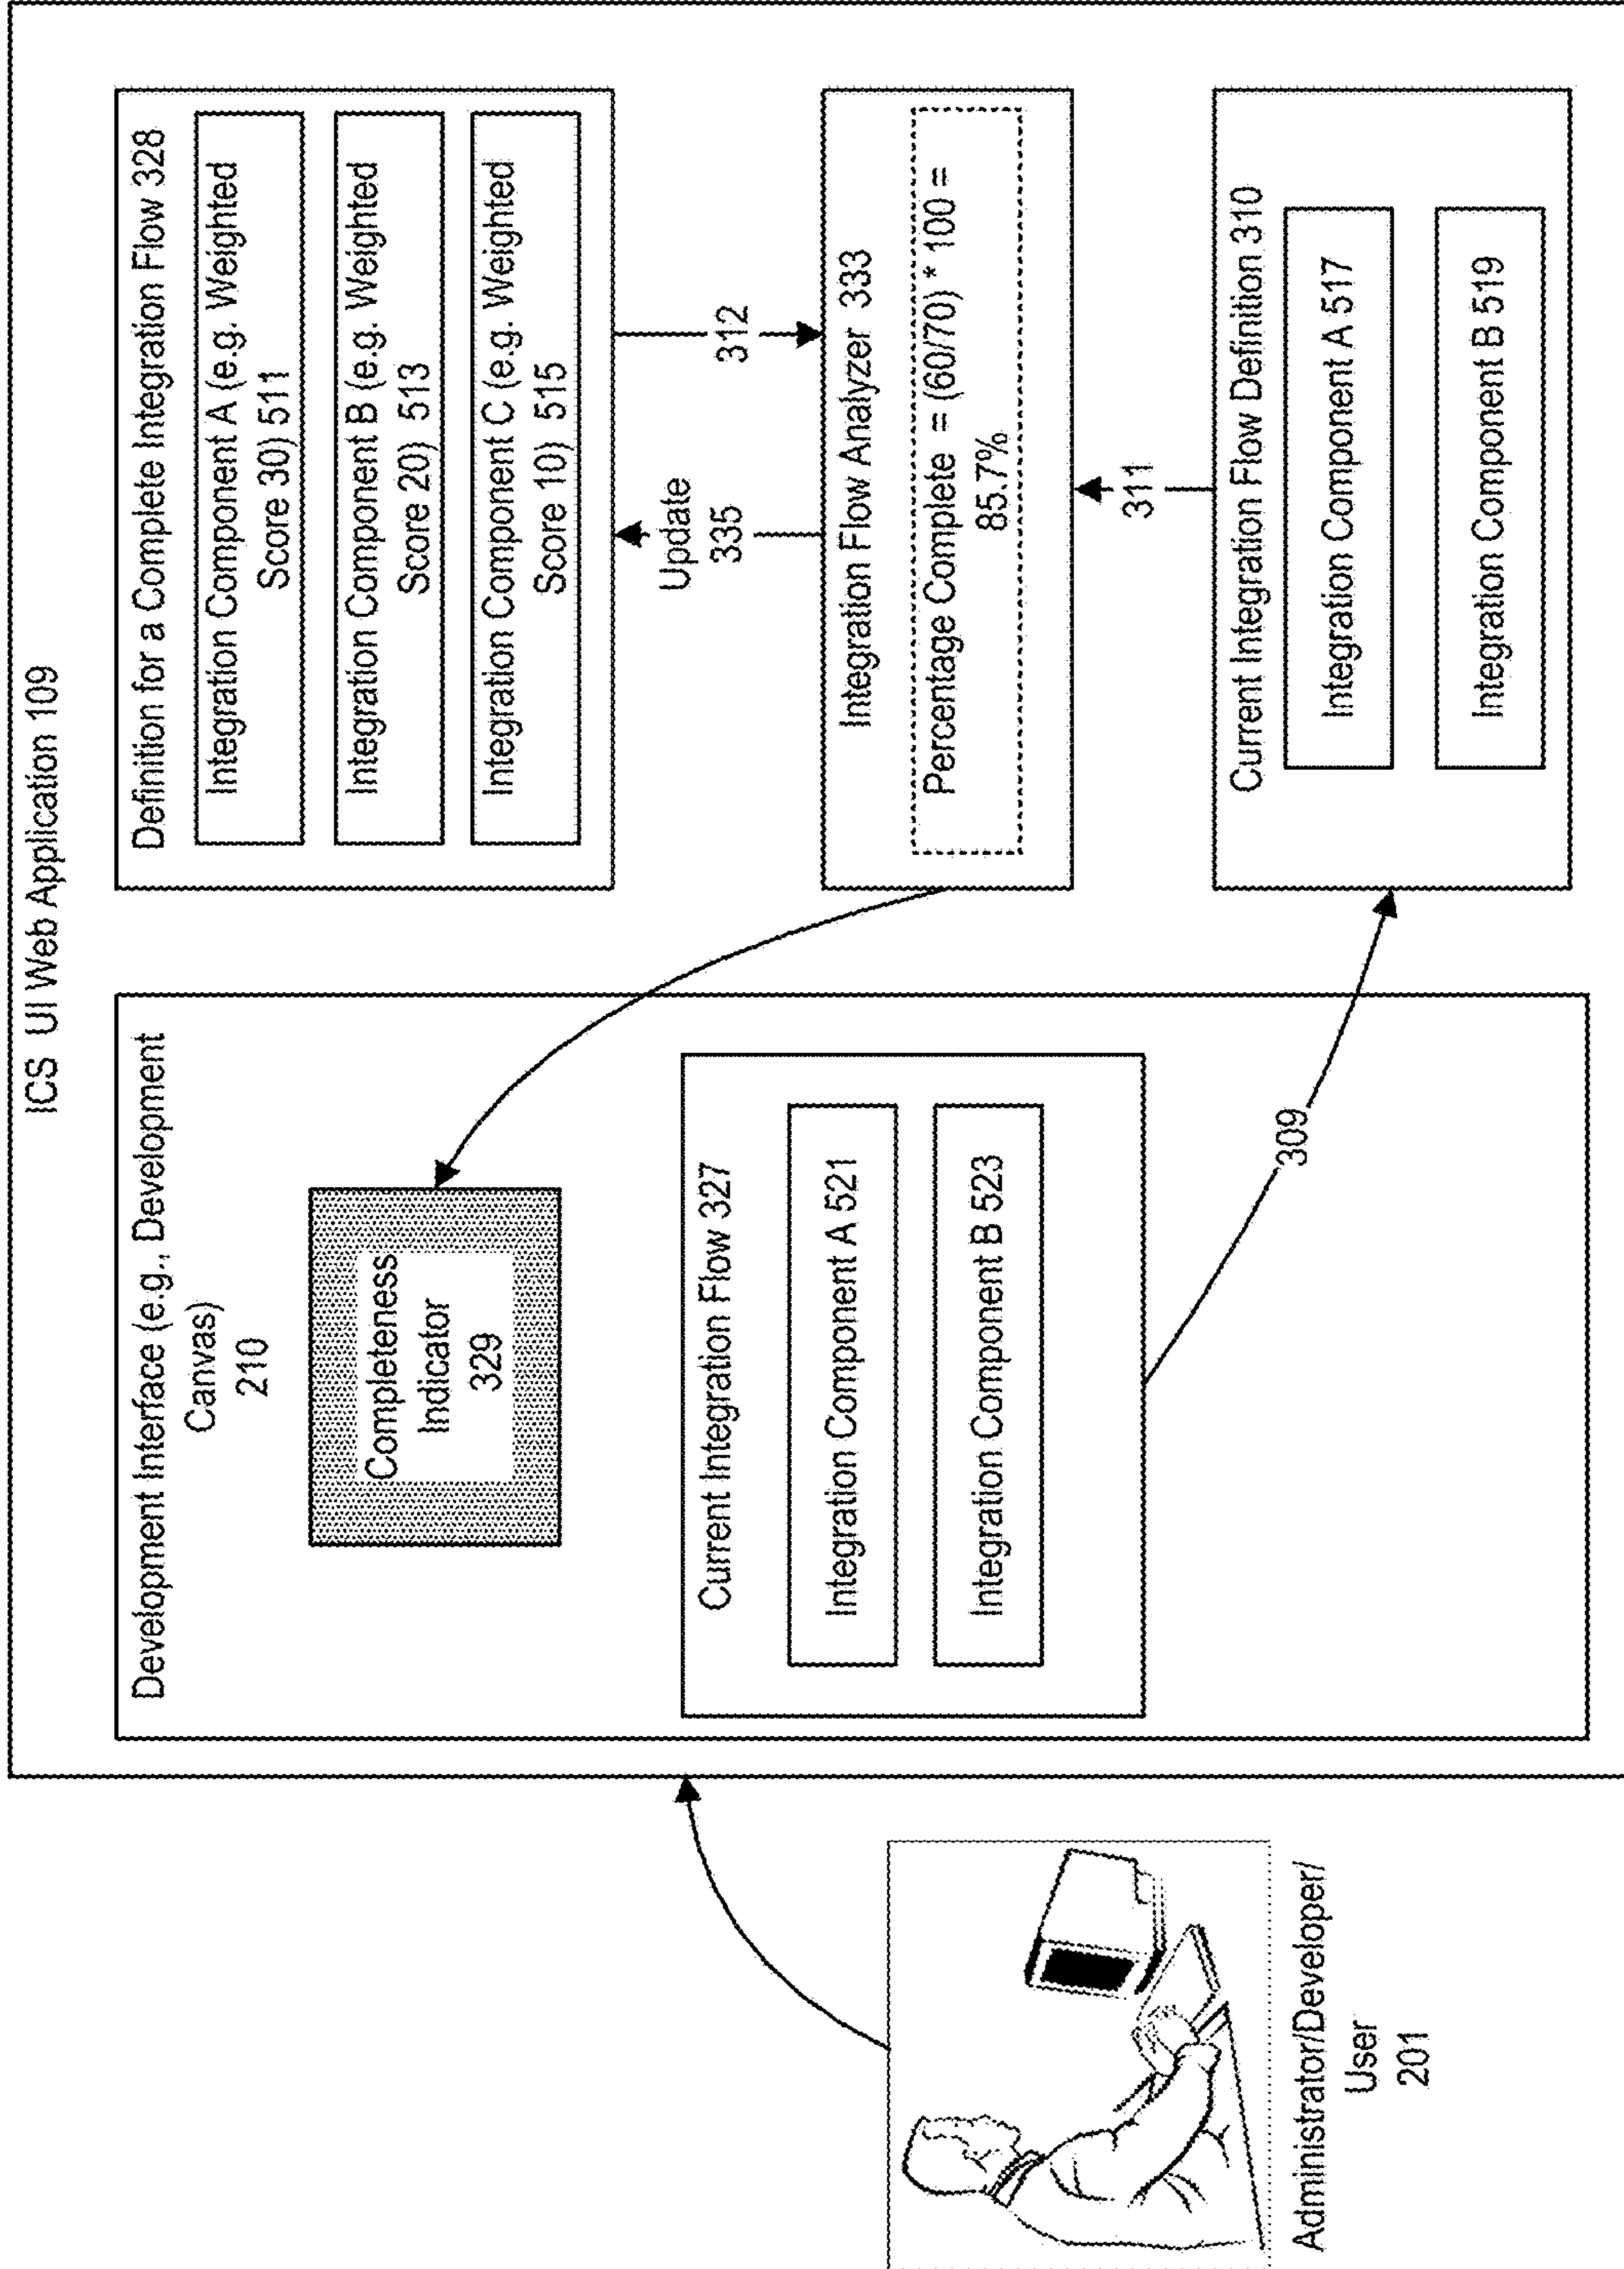 ICS UI Web Application 109
Development Interface (e.g., Development
Canvas)
210
Completeness
Indicator
329
Current Integration Flow 327
Integration Component A 521
Integration Component B 523
309
Definition for a Complete Integration Flow 328
Integration Component A (e.g. Weighted
Score 30) 511
Integration Component B (e.g. Weighted
Score 20) 513
Integration Component C (e.g. Weighted
Score 10) 515
Update
335
312
Integration Flow Analyzer 333
Percentage Complete = (60/70) * 100 =
85.7%
311
Current Integration Flow Definition 310
Integration Component A 517
Integration Component B 519
Administrator/Developer/
User
201